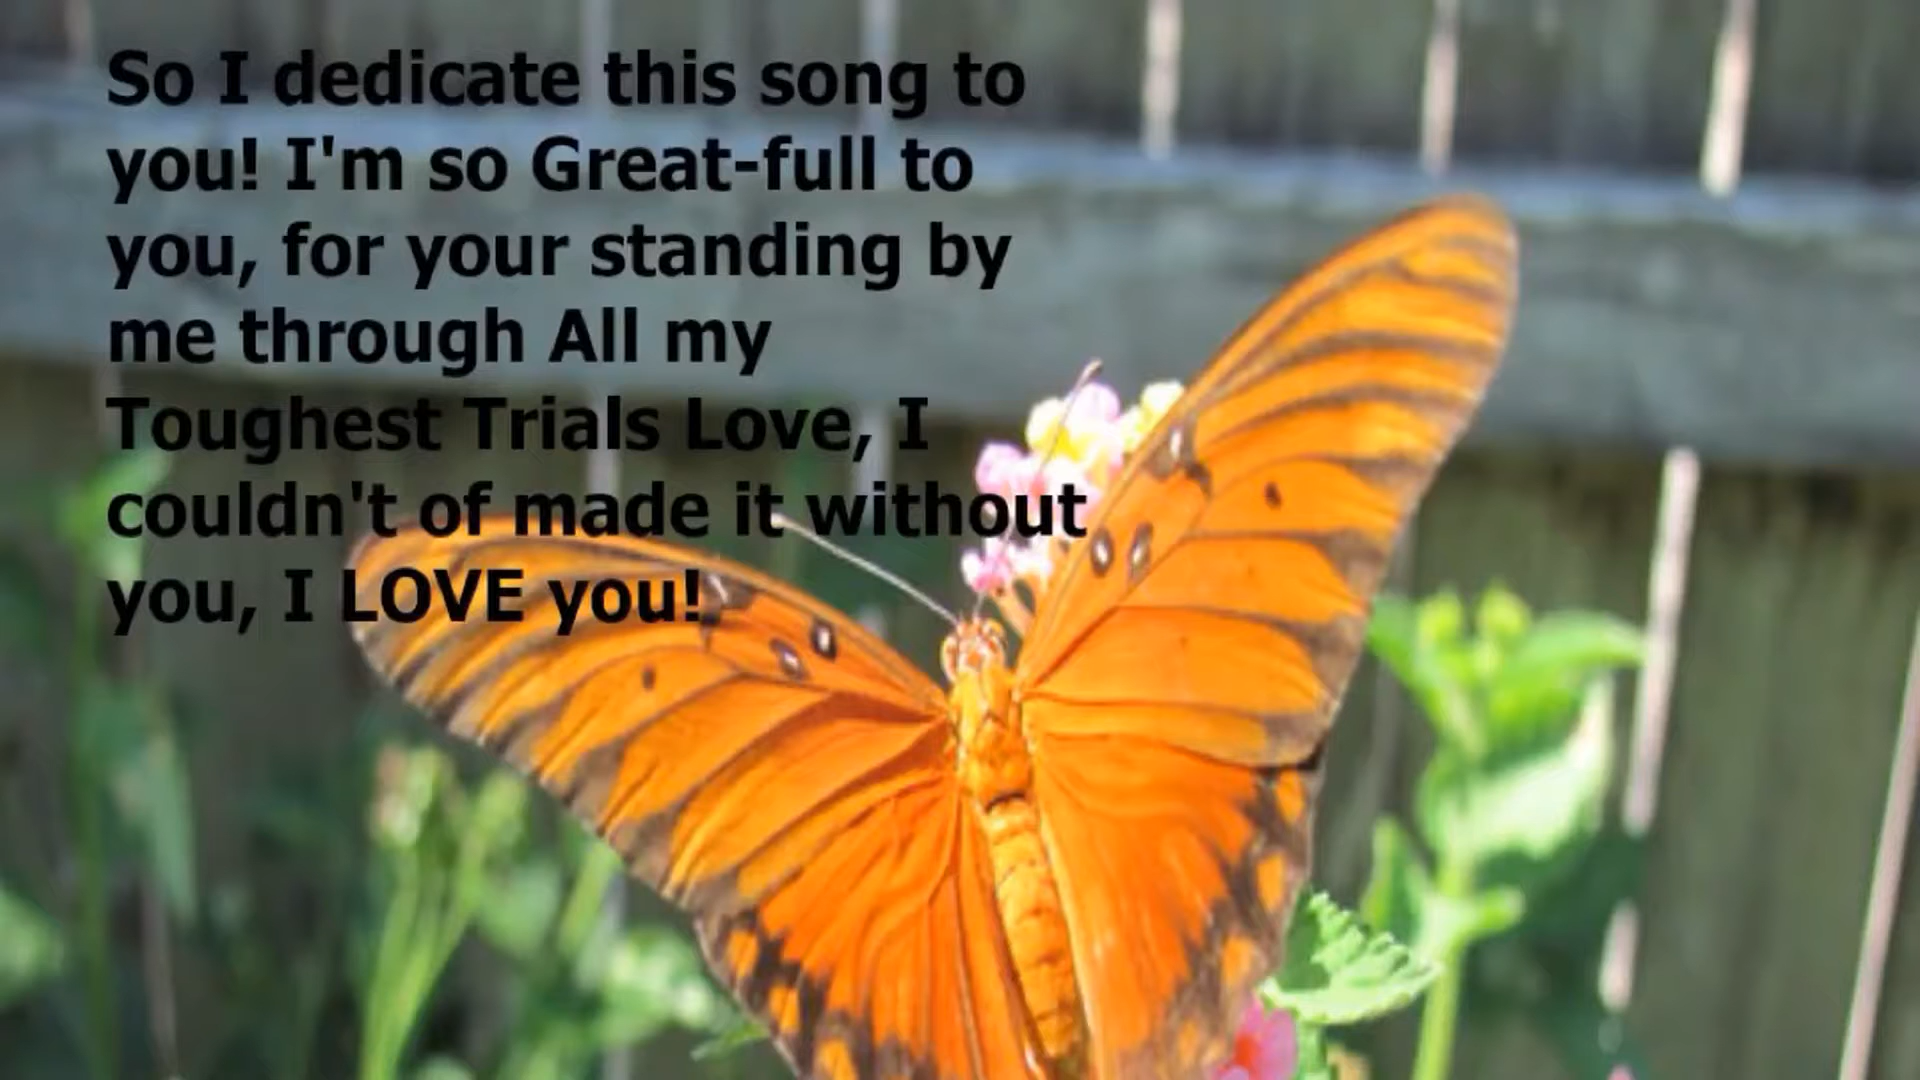 So I dedicate this song to
you! I'm so Great-full to
you, for your standing by
me through All my
Toughest Trials Love, I
couldn't of made it without
you, I LOVE you!